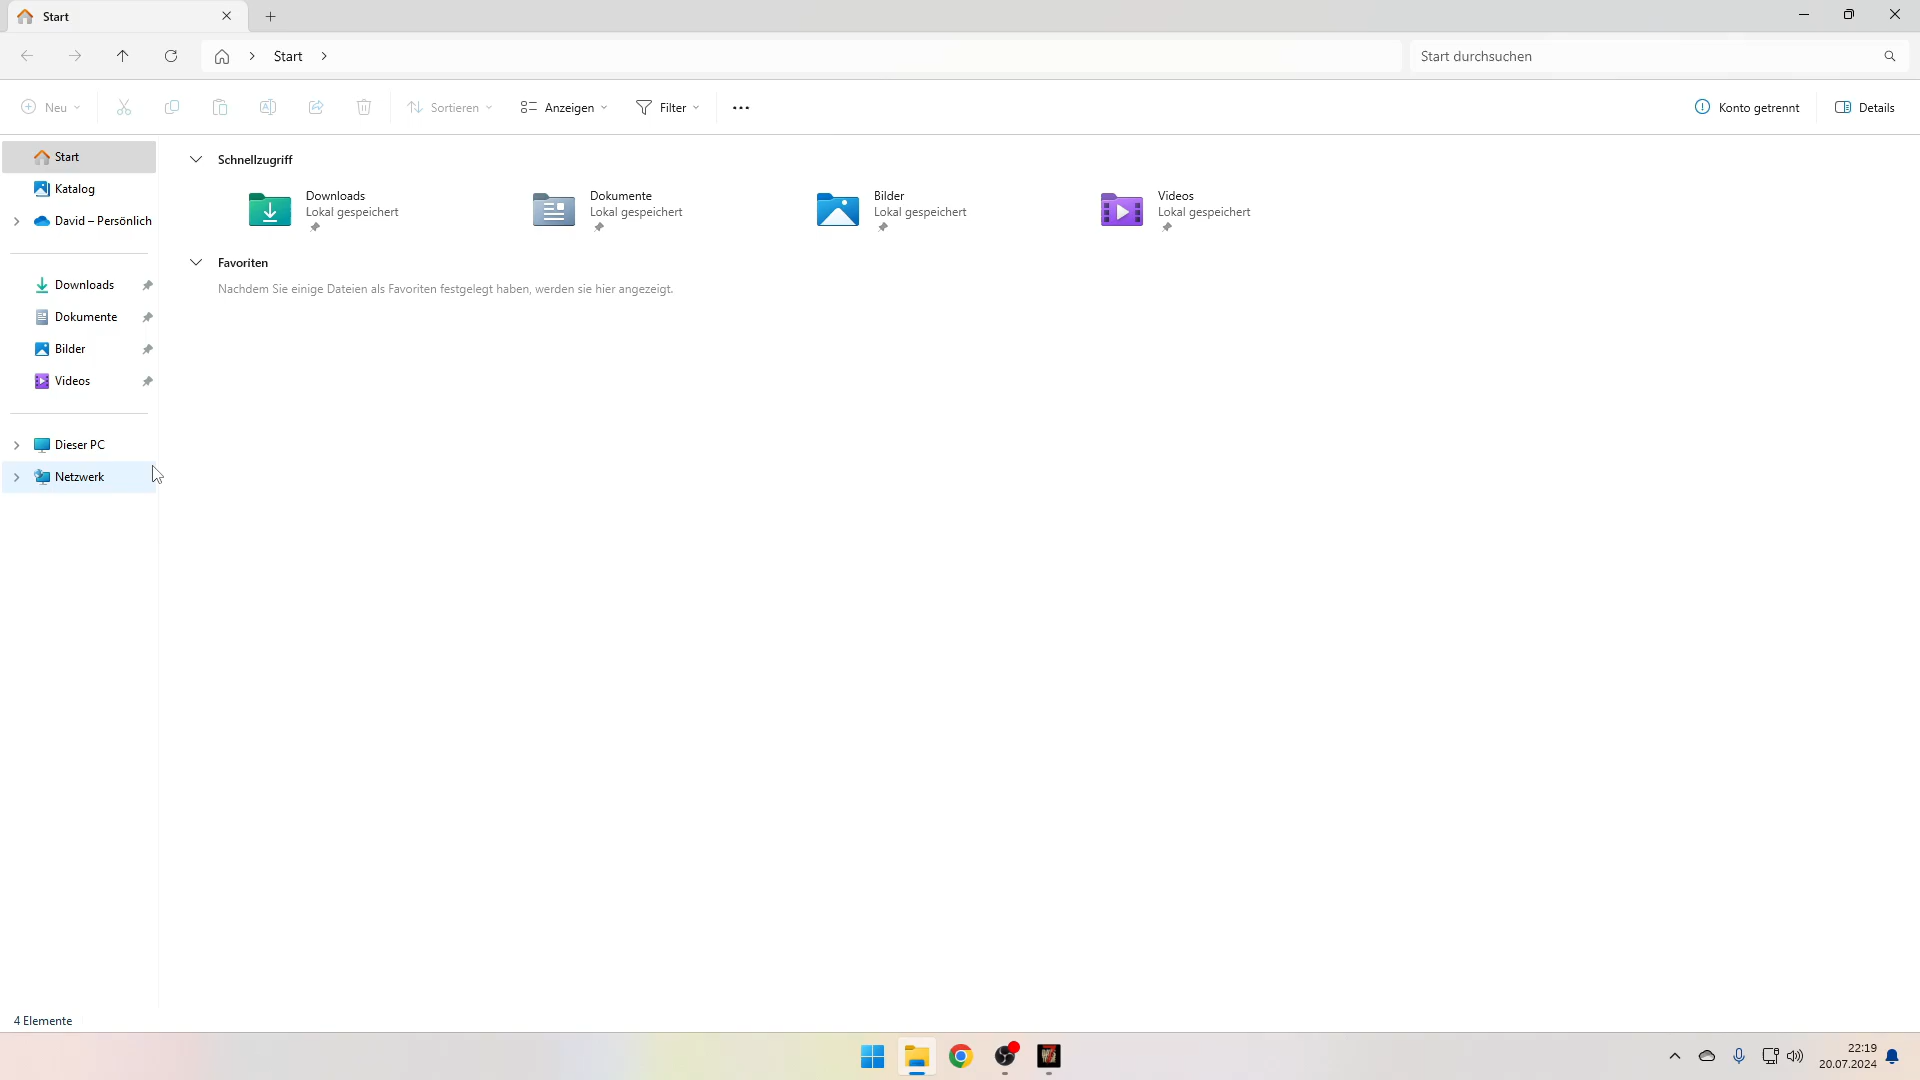 Start
Start
Start durchsuchen
Neu
Sortieren
Anzeigen
Filter
Konto getrennt
Details
Start
Katalog
David – Persönlich
Downloads
Dokumente
Bilder
Videos
Dieser PC
Netzwerk
Schnellzugriff
Downloads
Lokal gespeichert
Dokumente
Lokal gespeichert
Bilder
Lokal gespeichert
Videos
Lokal gespeichert
Favoriten
Nachdem Sie einige Dateien als Favoriten festgelegt haben, werden sie hier angezeigt.
4 Elemente
22:19
20.07.2024